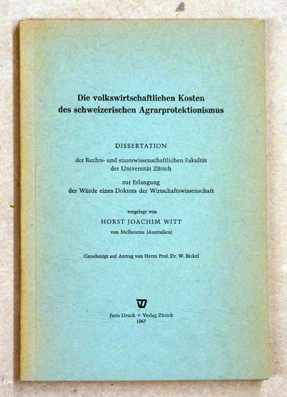 Die volkswirtschaftlichen Kosten
des schweizerischen Agrarprotektionismus
DISSERTATION
der Rechts- und staatswissenschaftlichen Fakultät
der Universität Zürich
zur Erlangung
der Würde eines Doktors der Wirtschaftswissenschaft
vorgelegt von
HORST JOACHIM WITT
von Melbourne (Australien)
Genehmigt auf Antrag von Herrn Prof. Dr. W. Bickel
Juris Druck + Verlag Zürich
1967